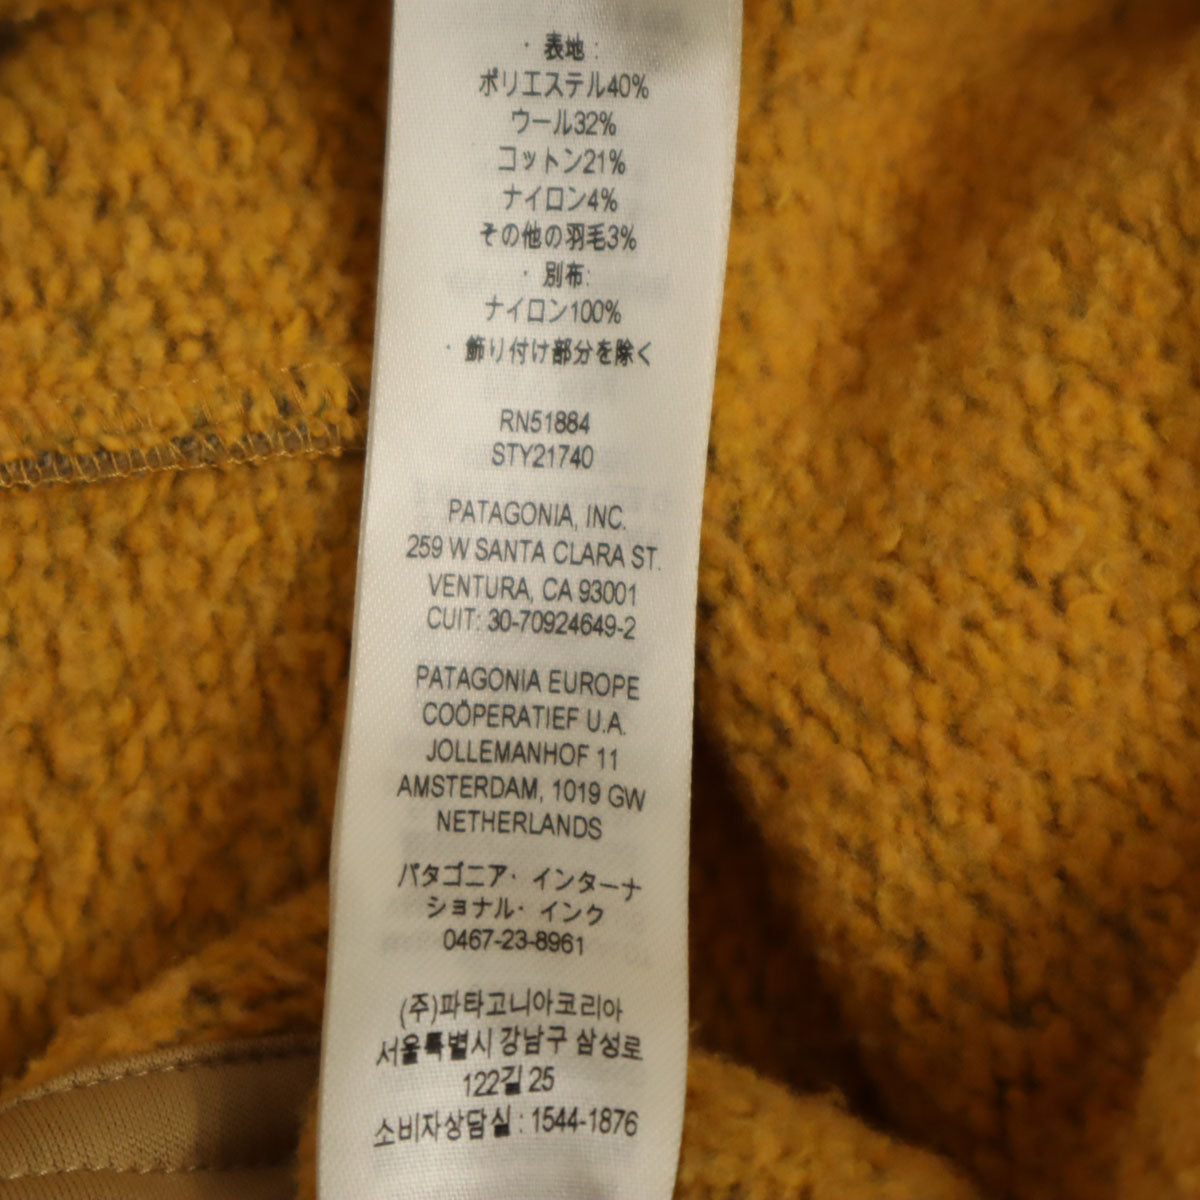 ・表地：
ポリエステル40%
ウール32%
コットン21%
ナイロン4%
その他の羽毛3%
・別布:
ナイロン100%
・飾り付け部分を除く
RN51884
STY21740
PATAGONIA, INC.
259 W SANTA CLARA ST.
VENTURA, CA 93001
CUIT: 30-70924649-2
PATAGONIA EUROPE
COÖPERATIEF U.A.
JOLLEMANHOF 11
AMSTERDAM, 1019 GW
NETHERLANDS
パタゴニア・インターナ
ショナル・インク
0467-23-8961
(주)파타고니아코리아
서울특별시 강남구 삼성로
122길 25
소비자상담실 : 1544-1876